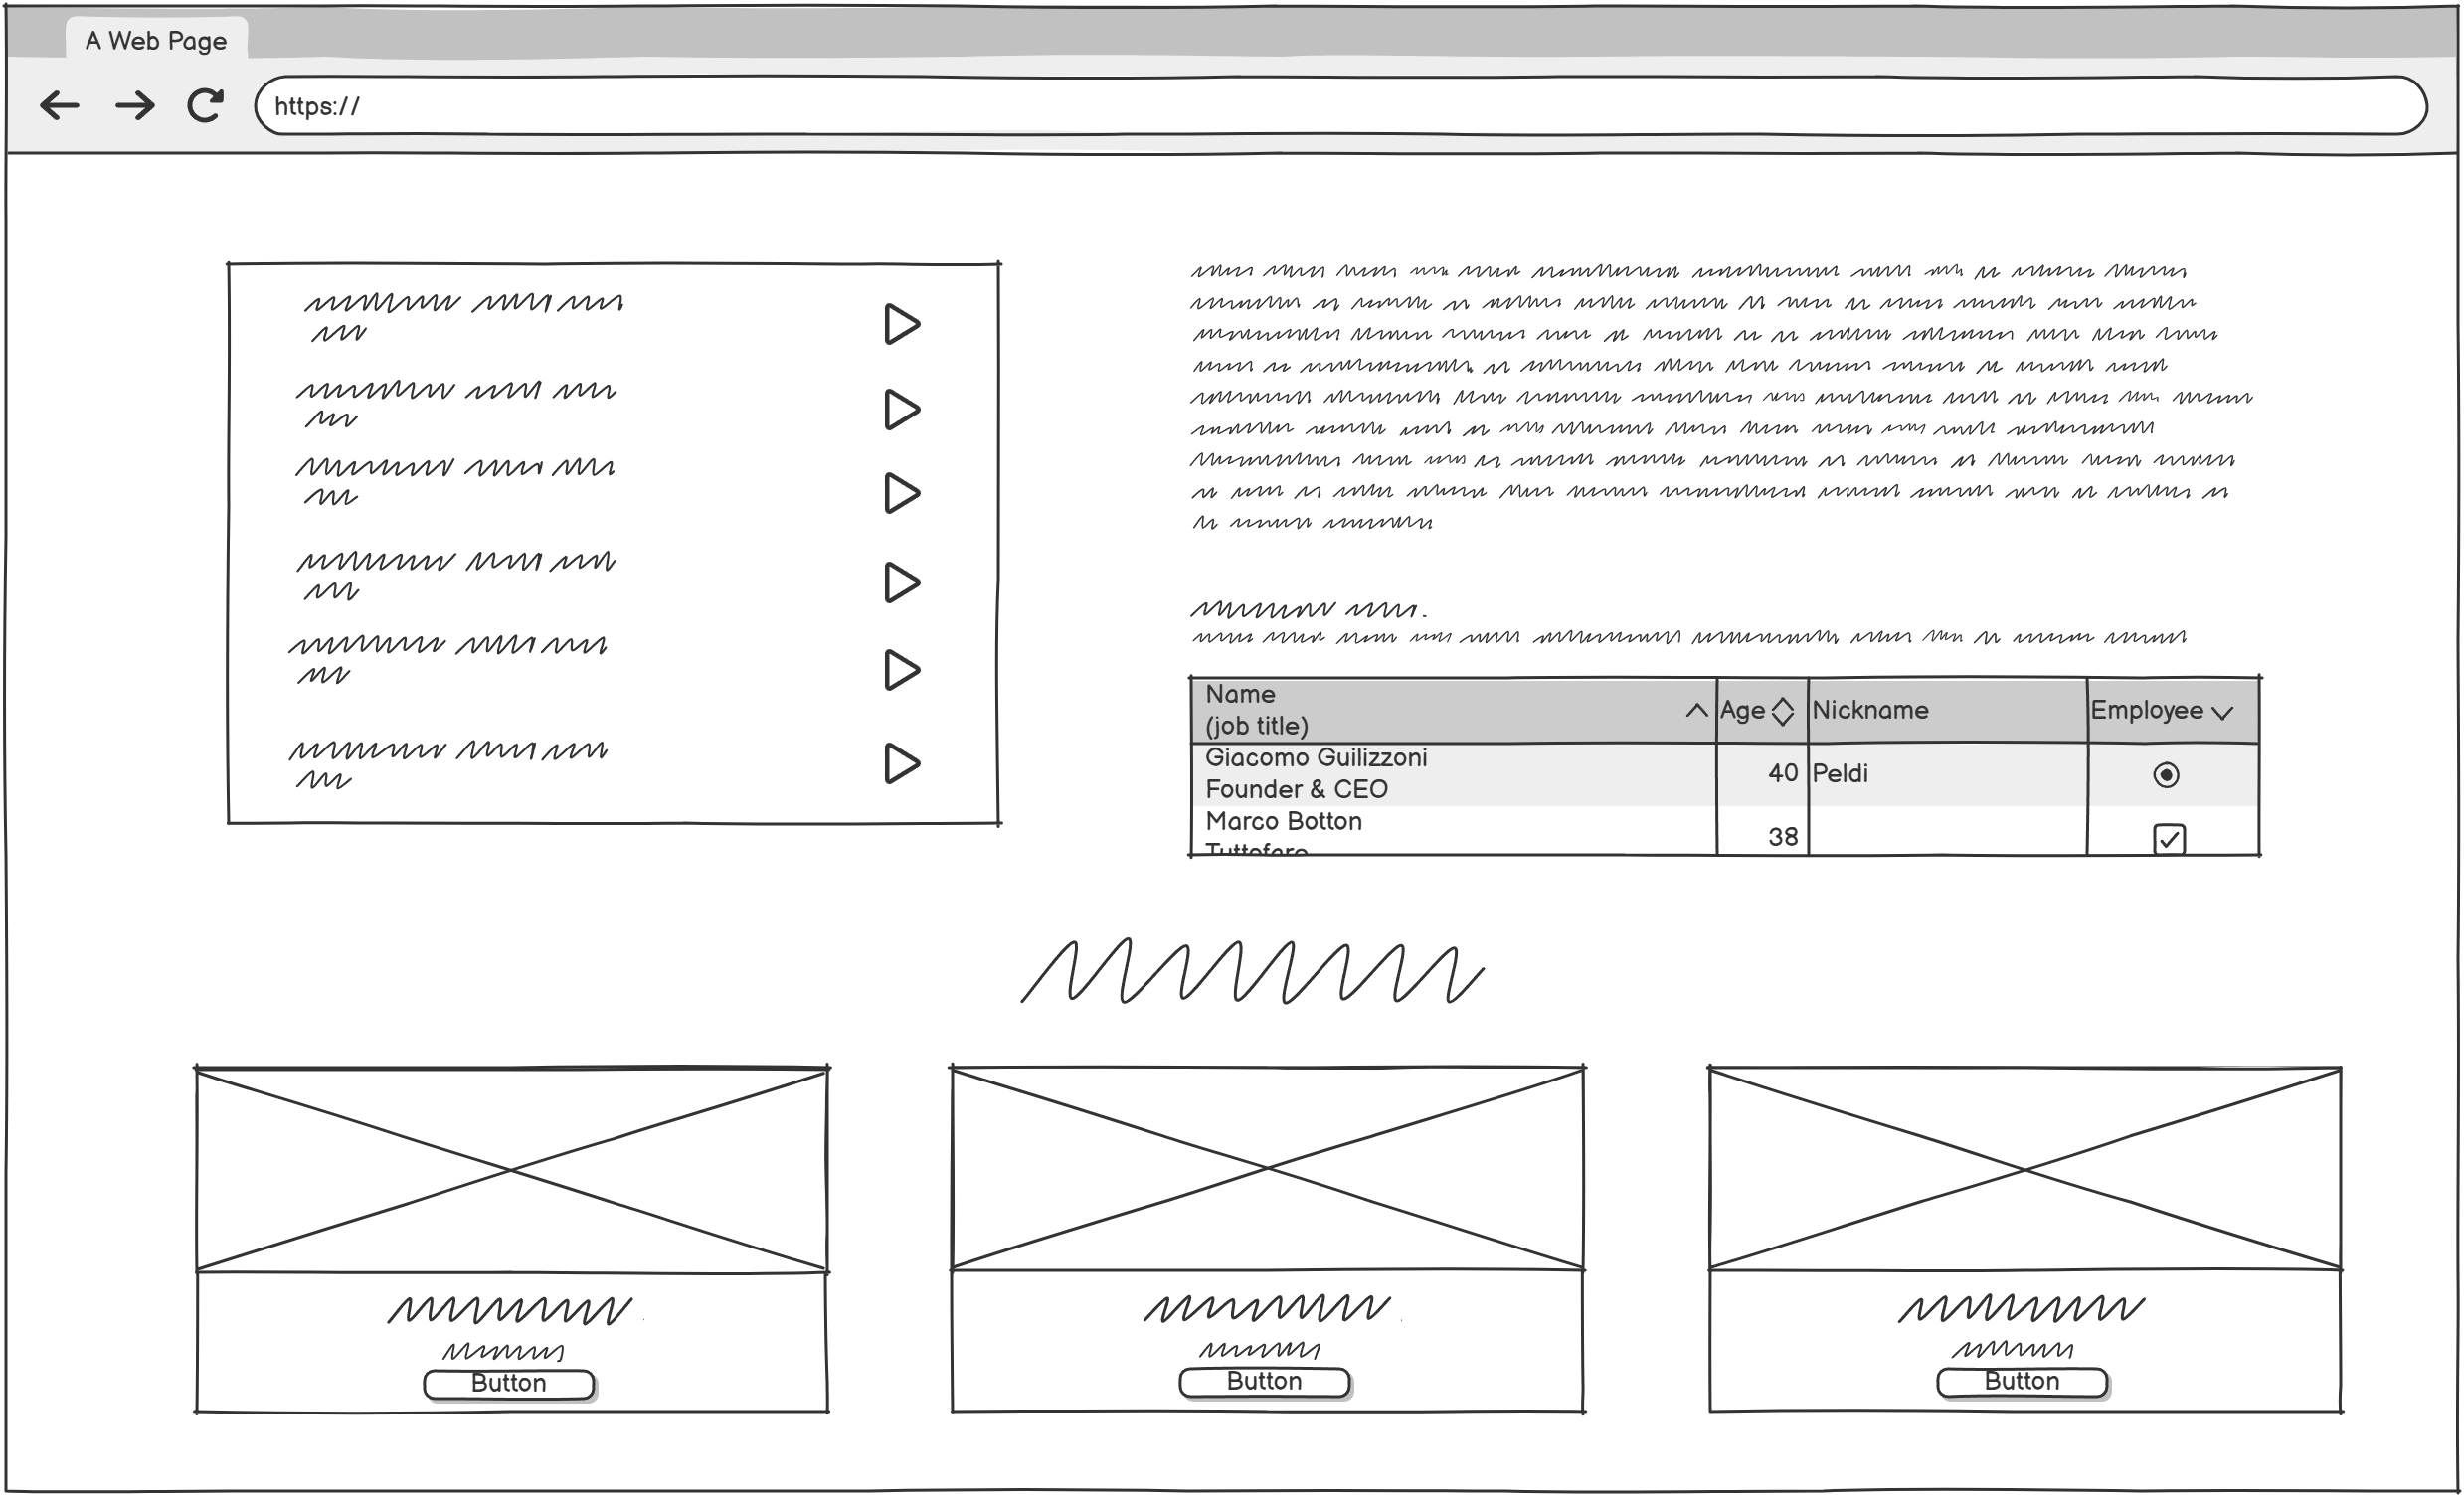 A Web Page
https://
Name
(job title)
Age
Nickname
Employee
Giacomo Guilizzoni
Founder & CEO
40
Peldi
Marco Botton
Tuttofare
38
Button
Button
Button